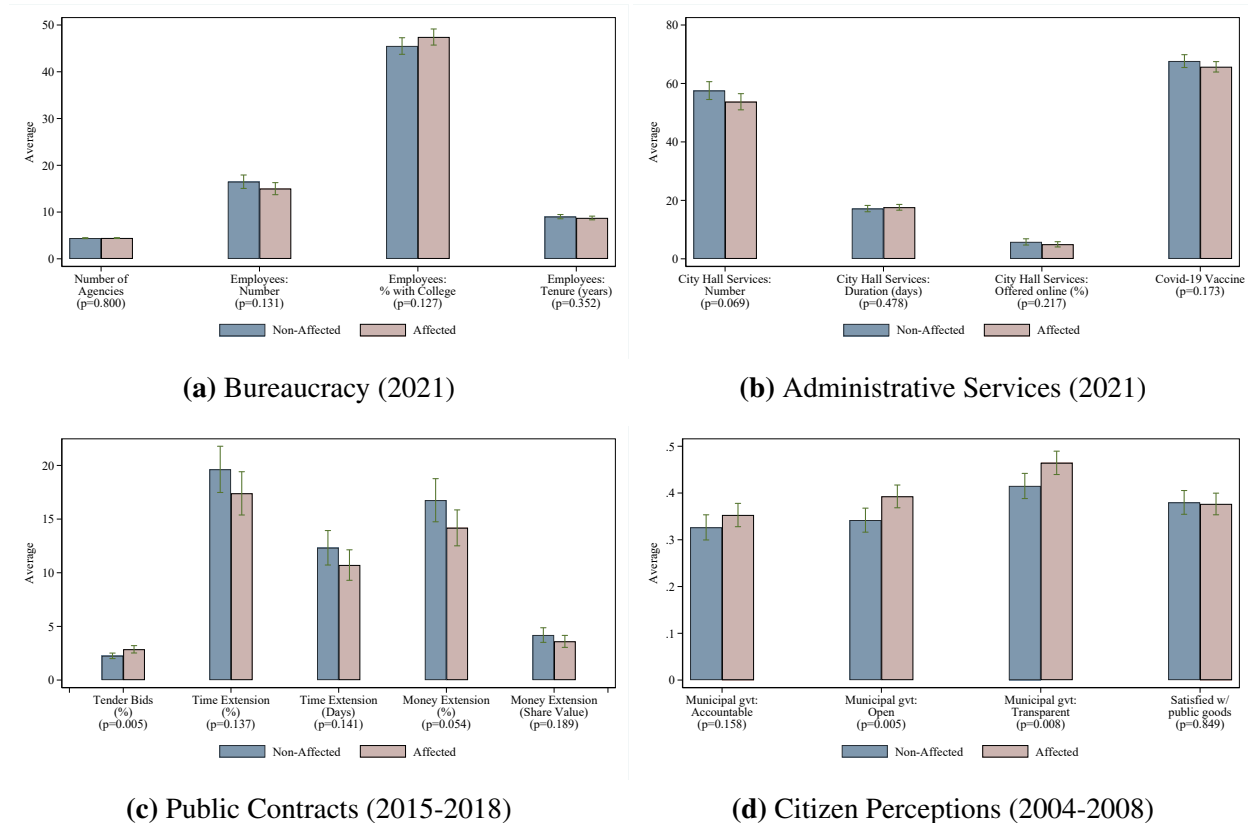 50
40
30
20
10
0
Average
Number of Agencies (p=0.800)
Employees: Number (p=0.131)
Employees: % with College (p=0.127)
Employees: Tenure (years) (p=0.352)
Non-Affected Affected
(a) Bureaucracy (2021)
80
60
40
20
0
Average
City Hall Services: Number (p=0.069)
City Hall Services: Duration (days) (p=0.478)
City Hall Services: Offered online (%) (p=0.217)
Covid-19 Vaccine (p=0.173)
Non-Affected Affected
(b) Administrative Services (2021)
20
15
10
5
0
Average
Tender Bids (%) (p=0.005)
Time Extension (%) (p=0.137)
Time Extension (Days) (p=0.141)
Money Extension (%) (p=0.054)
Money Extension (Share Value) (p=0.189)
Non-Affected Affected
(c) Public Contracts (2015-2018)
.5
.4
.3
.2
.1
0
Average
Municipal gvt: Accountable (p=0.158)
Municipal gvt: Open (p=0.005)
Municipal gvt: Transparent (p=0.008)
Satisfied w/ public goods (p=0.849)
Non-Affected Affected
(d) Citizen Perceptions (2004-2008)